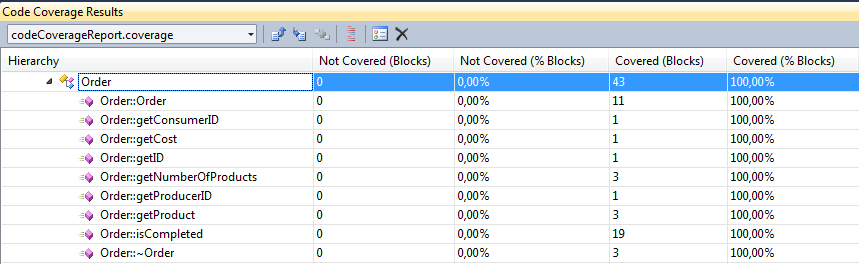 Code Coverage Results
codeCoverageReport.coverage
Hierarchy Not Covered (Blocks) Not Covered (% Blocks) Covered (Blocks) Covered (% Blocks)
Order 0 0,00% 43 100,00%
Order::Order 0 0,00% 11 100,00%
Order::getConsumerID 0 0,00% 1 100,00%
Order::getCost 0 0,00% 1 100,00%
Order::getID 0 0,00% 1 100,00%
Order::getNumberOfProducts 0 0,00% 3 100,00%
Order::getProducerID 0 0,00% 1 100,00%
Order::getProduct 0 0,00% 3 100,00%
Order::isCompleted 0 0,00% 19 100,00%
Order::~Order 0 0,00% 3 100,00%